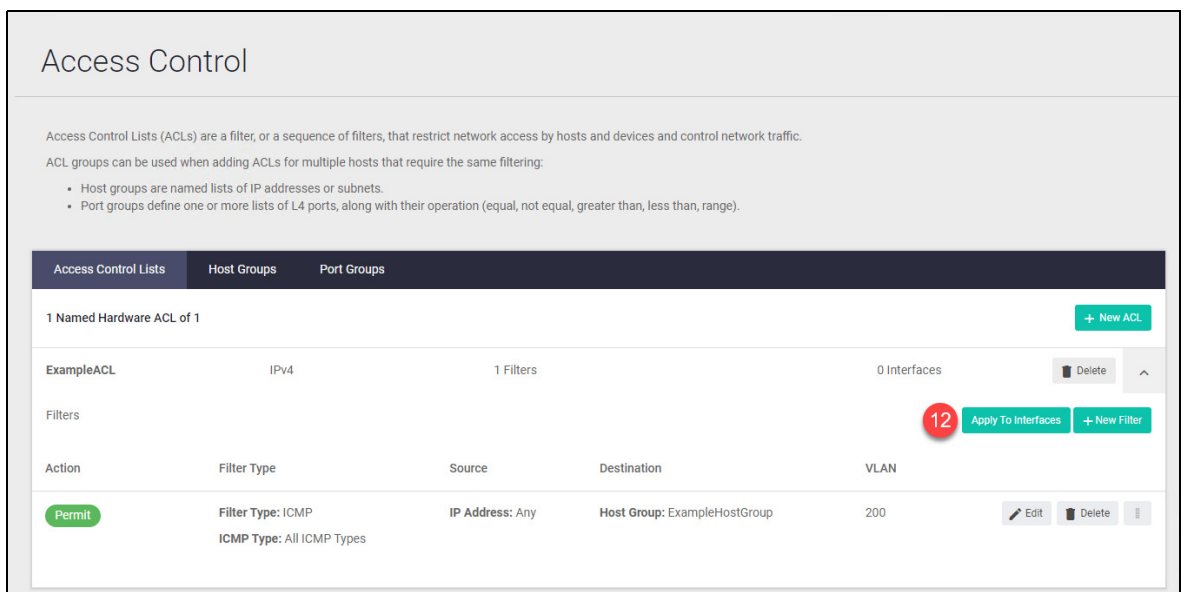 Access Control
Access Control Lists (ACLs) are a filter, or a sequence of filters, that restrict network access by hosts and devices and control network traffic.
ACL groups can be used when adding ACLs for multiple hosts that require the same filtering:
• Host groups are named lists of IP addresses or subnets.
• Port groups define one or more lists of L4 ports, along with their operation (equal, not equal, greater than, less than, range).
Access Control Lists Host Groups Port Groups
1 Named Hardware ACL of 1 + New ACL
ExampleACL IPv4 1 Filters 0 Interfaces Delete
Filters 12 Apply To Interfaces + New Filter
Action Filter Type Source Destination VLAN
Permit Filter Type: ICMP IP Address: Any Host Group: ExampleHostGroup 200 Edit Delete
ICMP Type: All ICMP Types